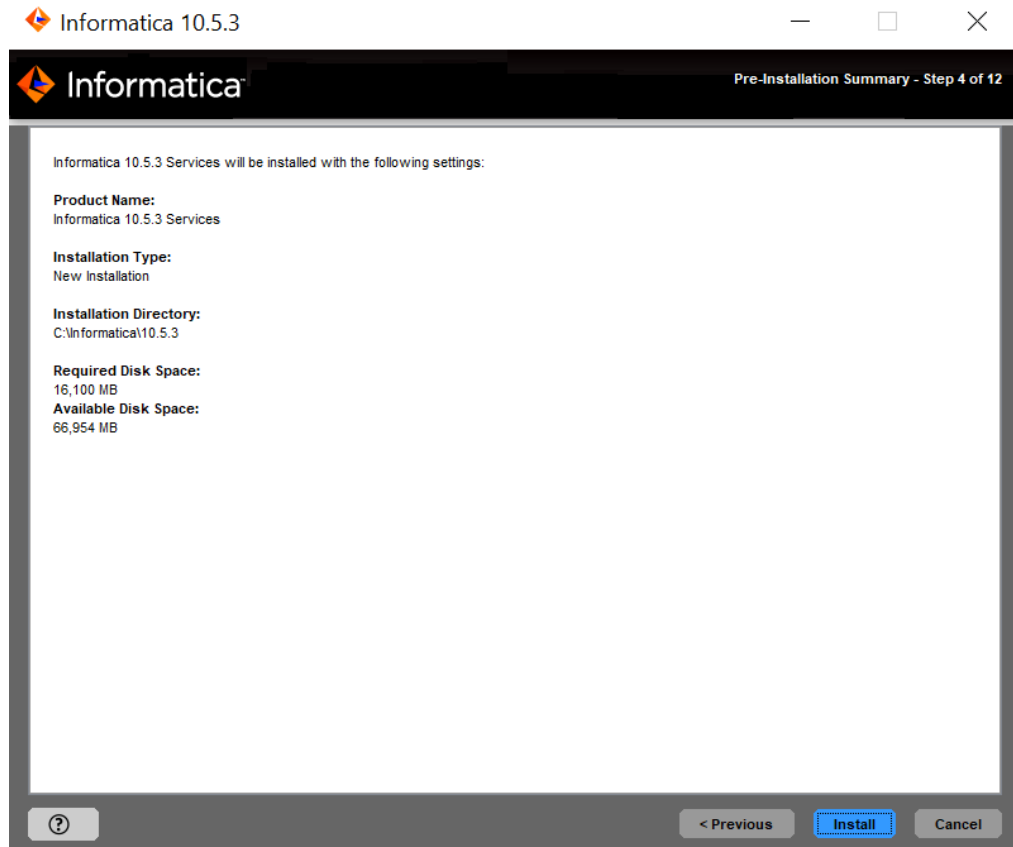 Informatica 10.5.3
Informatica
Pre-Installation Summary - Step 4 of 12
Informatica 10.5.3 Services will be installed with the following settings:
Product Name:
Informatica 10.5.3 Services
Installation Type:
New Installation
Installation Directory:
C:\Informatica\10.5.3
Required Disk Space:
16,100 MB
Available Disk Space:
66,954 MB
?
< Previous
Install
Cancel